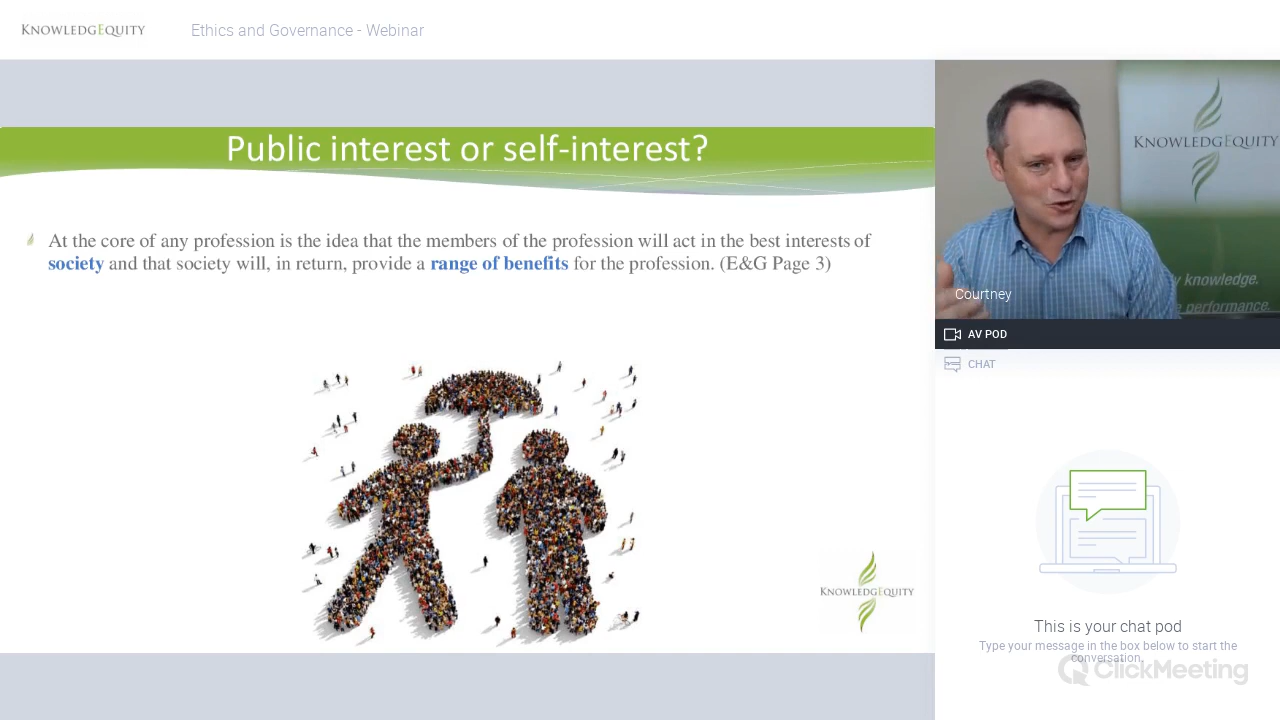 KNOWLEDGEQUITY
Ethics and Governance - Webinar
Public interest or self-interest?
At the core of any profession is the idea that the members of the profession will act in the best interests of
society and that society will, in return, provide a range of benefits for the profession. (E&G Page 3)
KNOWLEDGEQUITY
KNOWLEDGEQUITY
y knowledge.
performance.
Courtney
AV POD
CHAT
This is your chat pod
Type your message in the box below to start the
conversation.
ClickMeeting